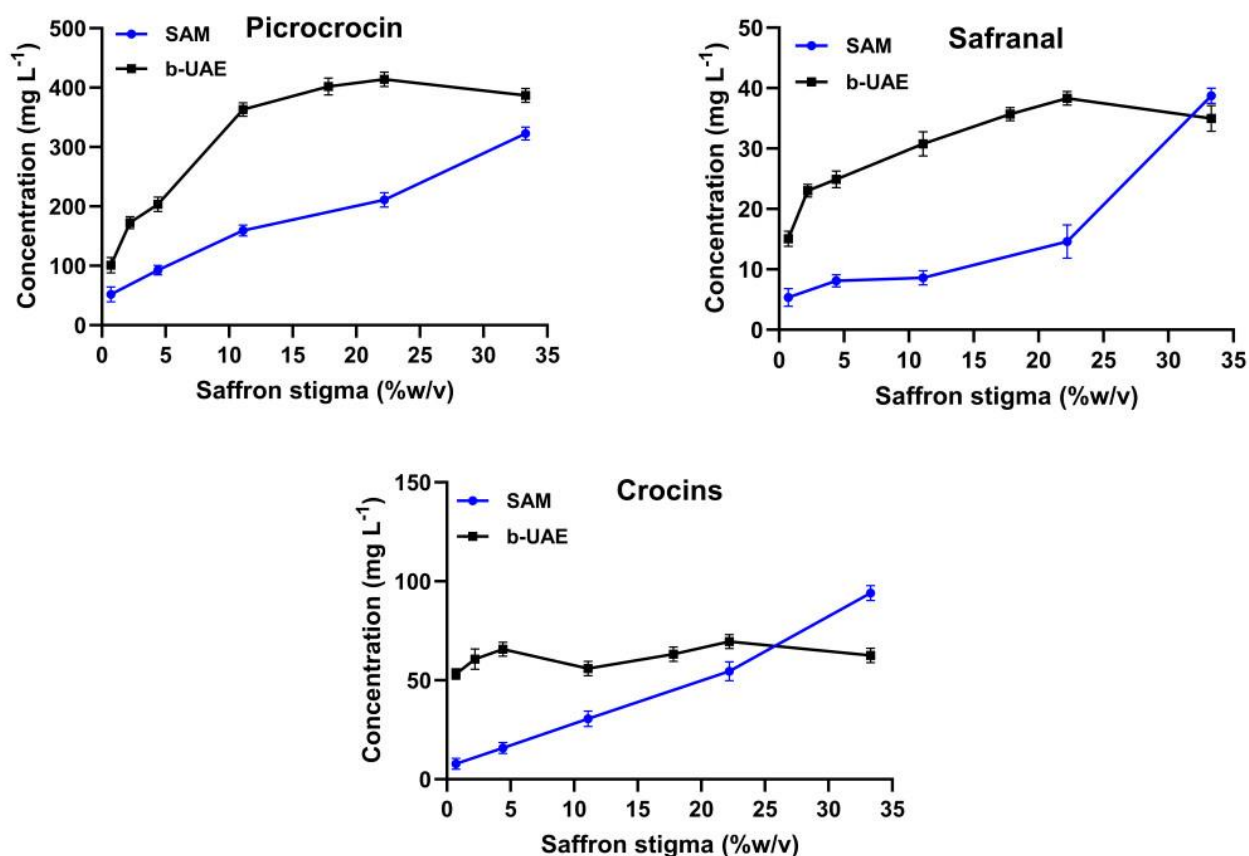 Picrocrocin
SAM
b-UAE
Concentration (mg L⁻¹)
500
400
300
200
100
0
0 5 10 15 20 25 30 35
Saffron stigma (%w/v)
Safranal
SAM
b-UAE
Concentration (mg L⁻¹)
50
40
30
20
10
0
0 5 10 15 20 25 30 35
Saffron stigma (%w/v)
Crocins
SAM
b-UAE
Concentration (mg L⁻¹)
150
100
50
0
0 5 10 15 20 25 30 35
Saffron stigma (%w/v)